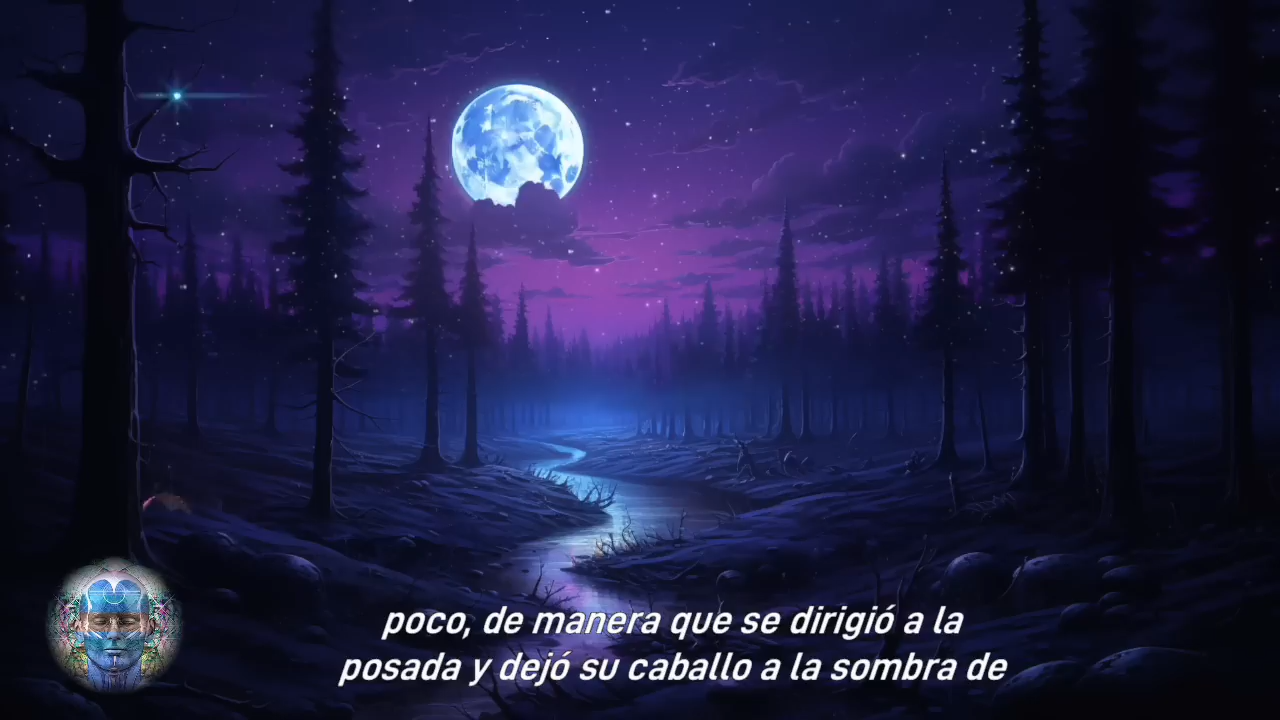 poco, de manera que se dirigió a la
posada y dejó su caballo a la sombra de